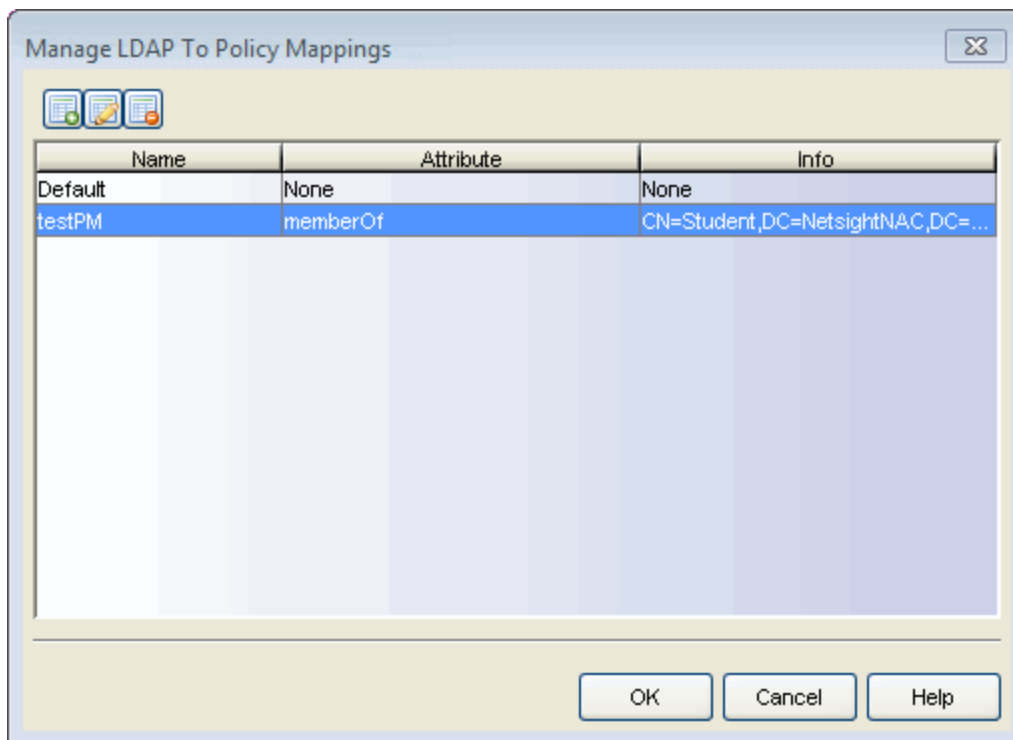 Manage LDAP To Policy Mappings
Name Attribute Info
Default None None
testPM memberOf CN=Student,DC=NetsightNAC,DC=...
OK Cancel Help